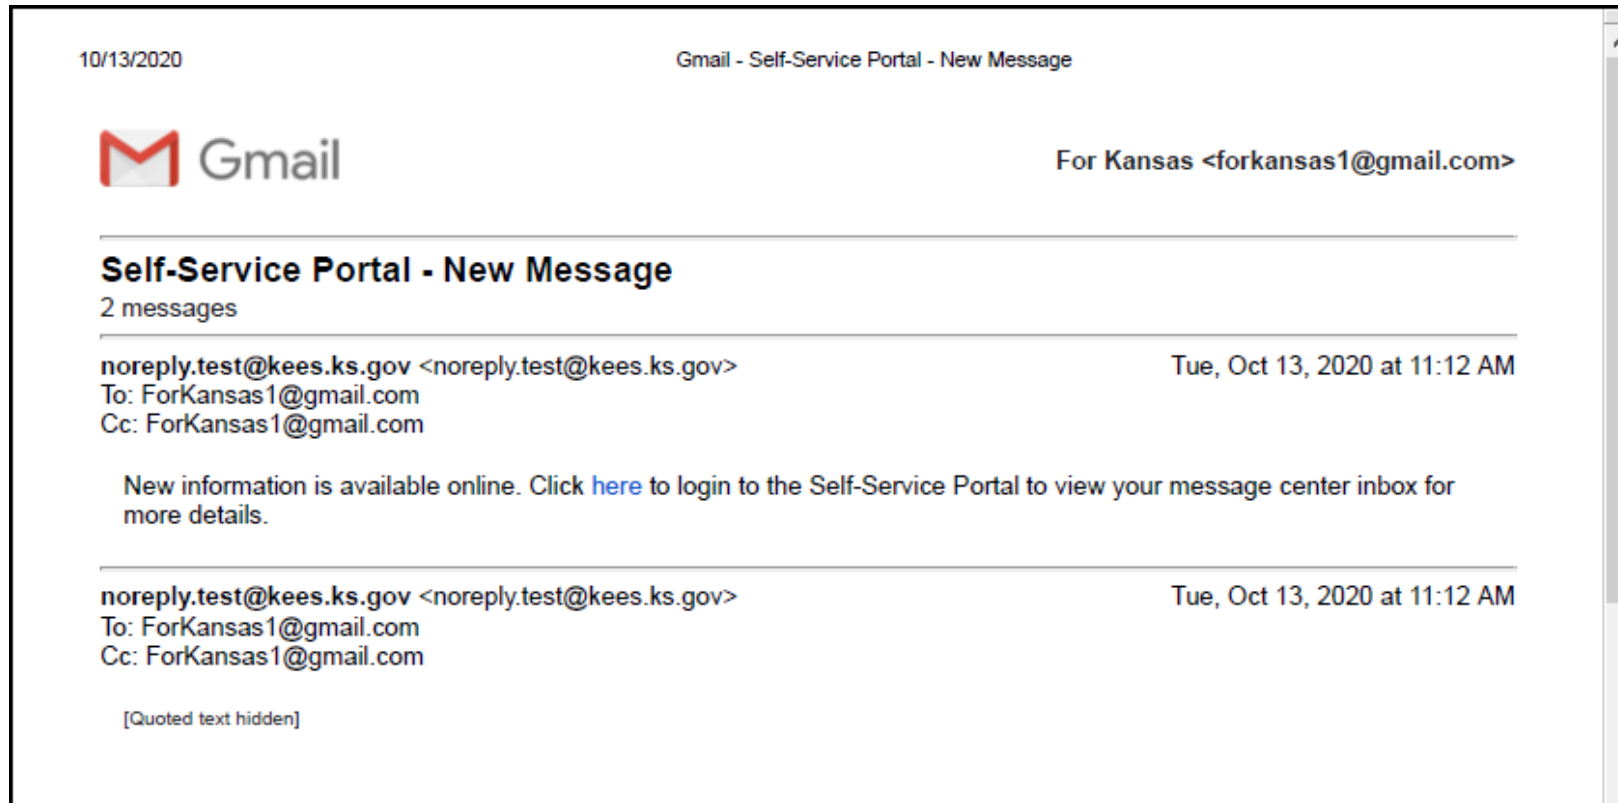 10/13/2020 Gmail - Self-Service Portal - New Message
Gmail For Kansas <forkansas1@gmail.com>
Self-Service Portal - New Message
2 messages
noreply.test@kees.ks.gov <noreply.test@kees.ks.gov> Tue, Oct 13, 2020 at 11:12 AM
To: ForKansas1@gmail.com
Cc: ForKansas1@gmail.com
New information is available online. Click here to login to the Self-Service Portal to view your message center inbox for
more details.
noreply.test@kees.ks.gov <noreply.test@kees.ks.gov> Tue, Oct 13, 2020 at 11:12 AM
To: ForKansas1@gmail.com
Cc: ForKansas1@gmail.com
[Quoted text hidden]